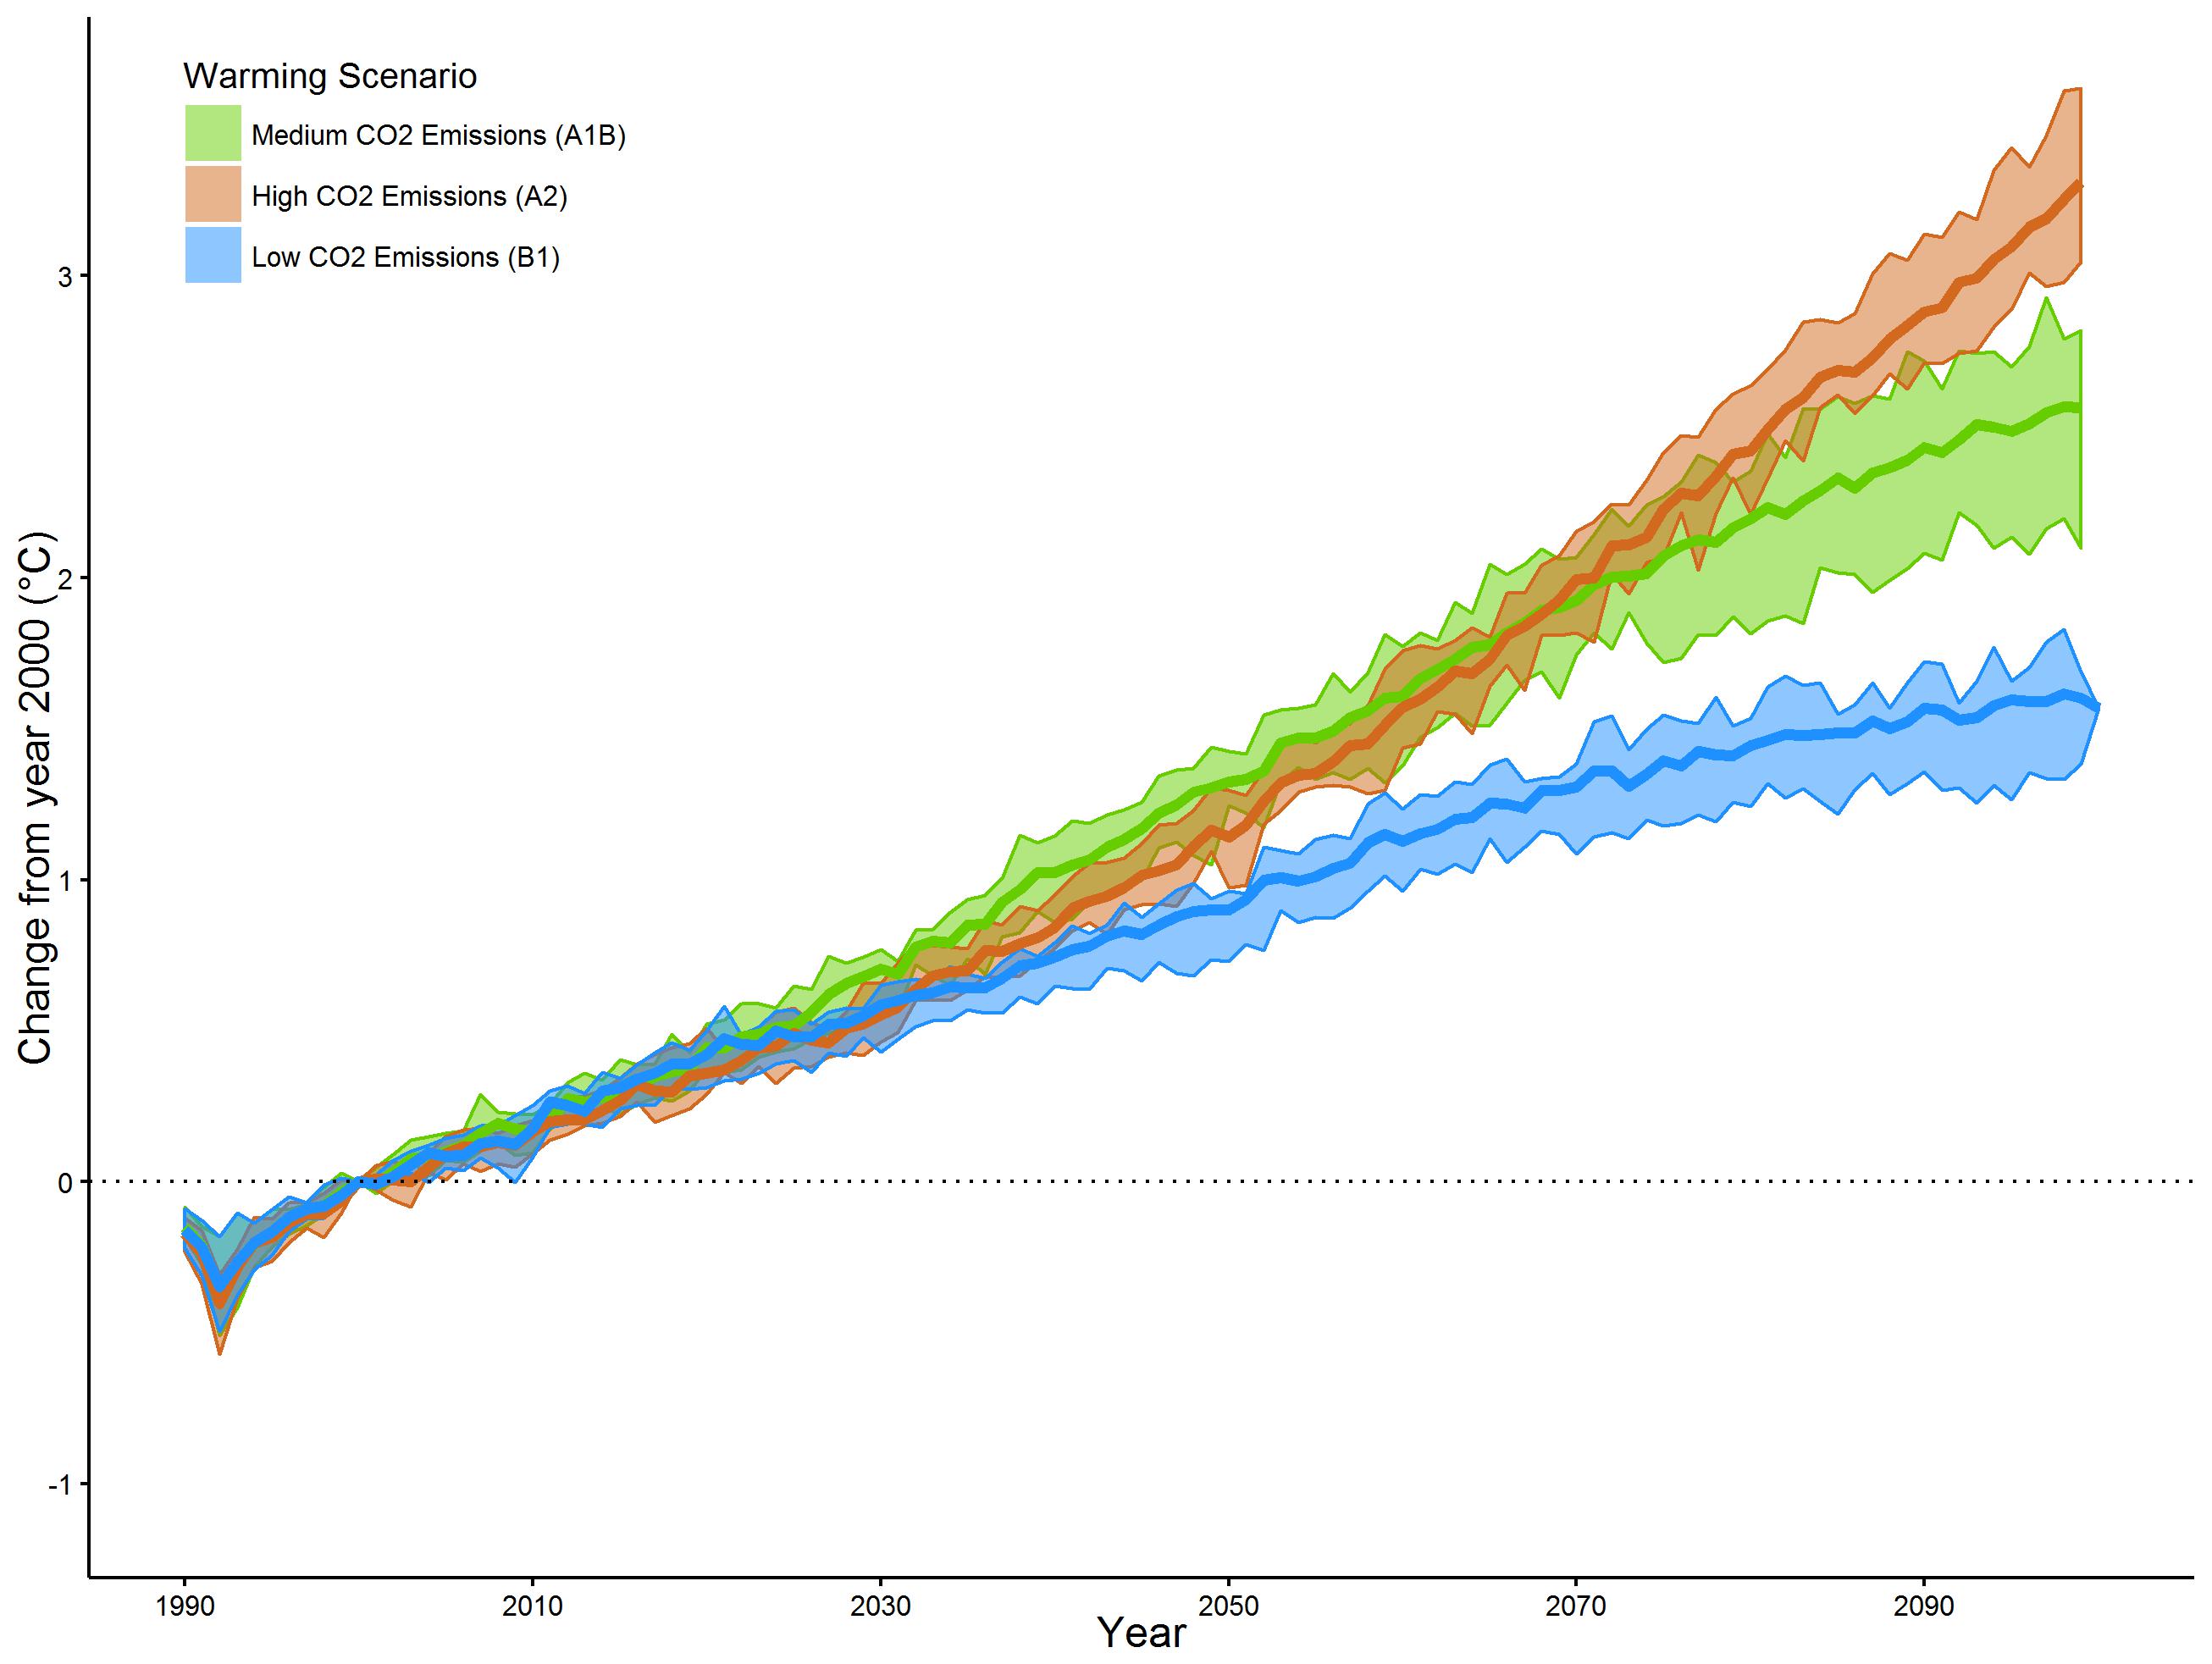 Warming Scenario
Medium CO2 Emissions (A1B)
High CO2 Emissions (A2)
Low CO2 Emissions (B1)
Change from year 2000 (°C)
3
2
1
0
-1
1990
2010
2030
2050
2070
2090
Year